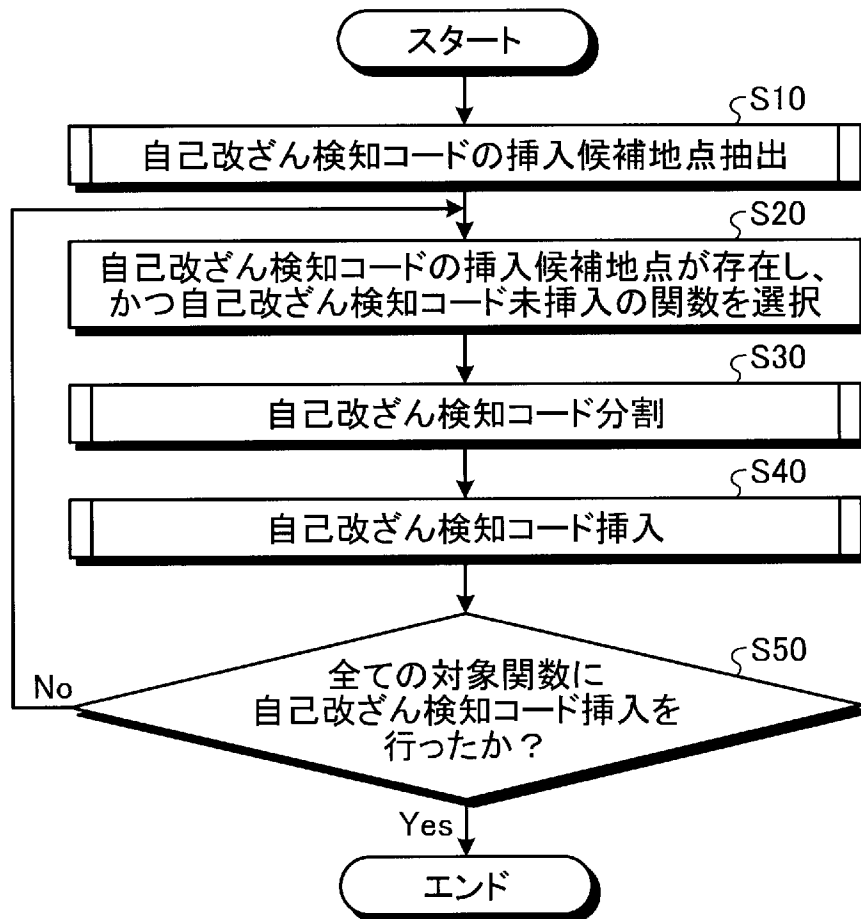 スタート
S10
自己改ざん検知コードの挿入候補地点抽出
S20
自己改ざん検知コードの挿入候補地点が存在し、
かつ自己改ざん検知コード未挿入の関数を選択
S30
自己改ざん検知コード分割
S40
自己改ざん検知コード挿入
S50
全ての対象関数に
自己改ざん検知コード挿入を
行ったか？
No
Yes
エンド